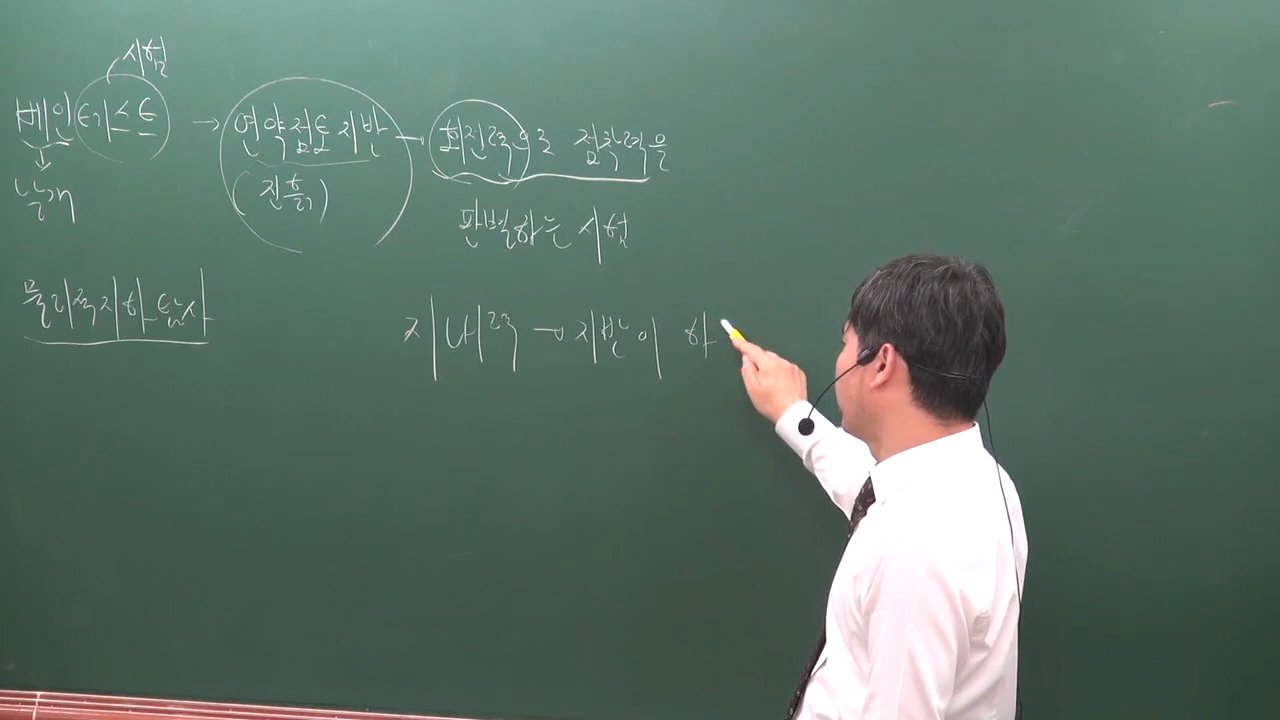 시험
베인테스트 → 연약점토지반 → 회전력으로 점착력을
날개
(진흙)
판별하는 시험
물리적지하탐사
지내력 → 지반이 하